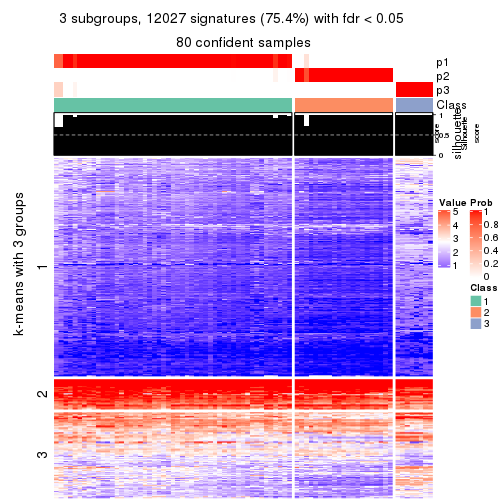 3 subgroups, 12027 signatures (75.4%) with fdr < 0.05
80 confident samples
p1
p2
p3
Class
1
0.5
0
silhouette
score
Silhouette
score
k-means with 3 groups
1
2
3
Value
5
4
3
2
1
Prob
1
0.8
0.6
0.4
0.2
0
Class
1
2
3